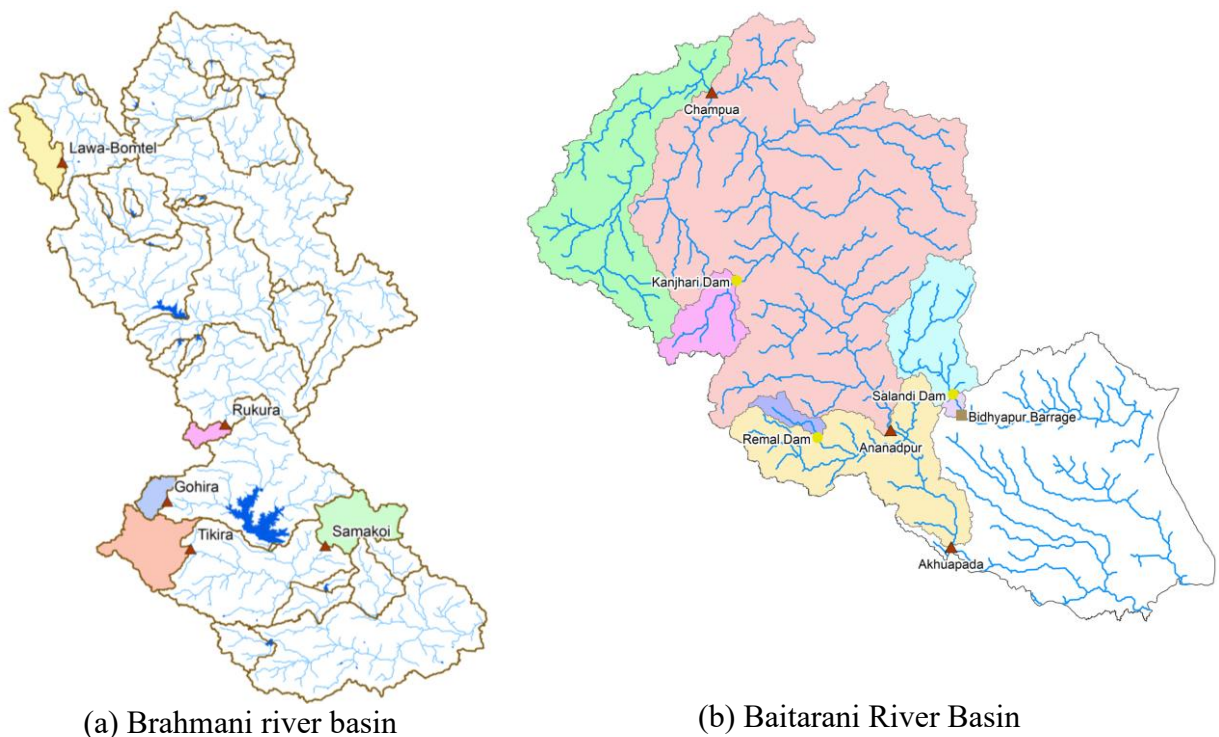 Lawa-Bomtel
Rukura
Gohira
Tikira
Samakoi
(a) Brahmani river basin
Champua
Kanjhari Dam
Salandi Dam
Bidhyapur Barrage
Remal Dam
Ananadpur
Akhuapada
(b) Baitarani River Basin